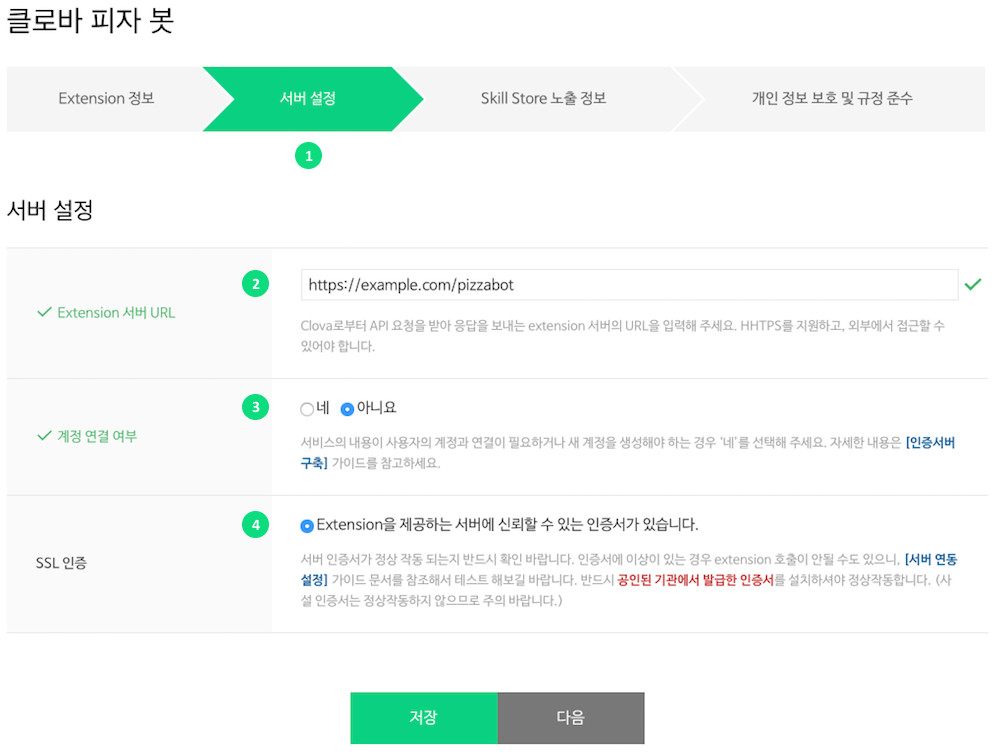 클로바 피자 봇
Extension 정보
서버 설정
Skill Store 노출 정보
개인 정보 보호 및 규정 준수
1
서버 설정
2
Extension 서버 URL
https://example.com/pizzabot
Clova로부터 API 요청을 받아 응답을 보내는 extension 서버의 URL을 입력해 주세요. HHTPS를 지원하고, 외부에서 접근할 수
있어야 합니다.
3
계정 연결 여부
네 아니요
서비스의 내용이 사용자의 계정과 연결이 필요하거나 새 계정을 생성해야 하는 경우 '네'를 선택해 주세요. 자세한 내용은 [인증서버
구축] 가이드를 참고하세요.
4
SSL 인증
Extension을 제공하는 서버에 신뢰할 수 있는 인증서가 있습니다.
서버 인증서가 정상 작동 되는지 반드시 확인 바랍니다. 인증서에 이상이 있는 경우 extension 호출이 안될 수도 있으니, [서버 연동
설정] 가이드 문서를 참조해서 테스트 해보길 바랍니다. 반드시 공인된 기관에서 발급한 인증서를 설치하셔야 정상작동합니다. (사
설 인증서는 정상작동하지 않으므로 주의 바랍니다.)
저장
다음